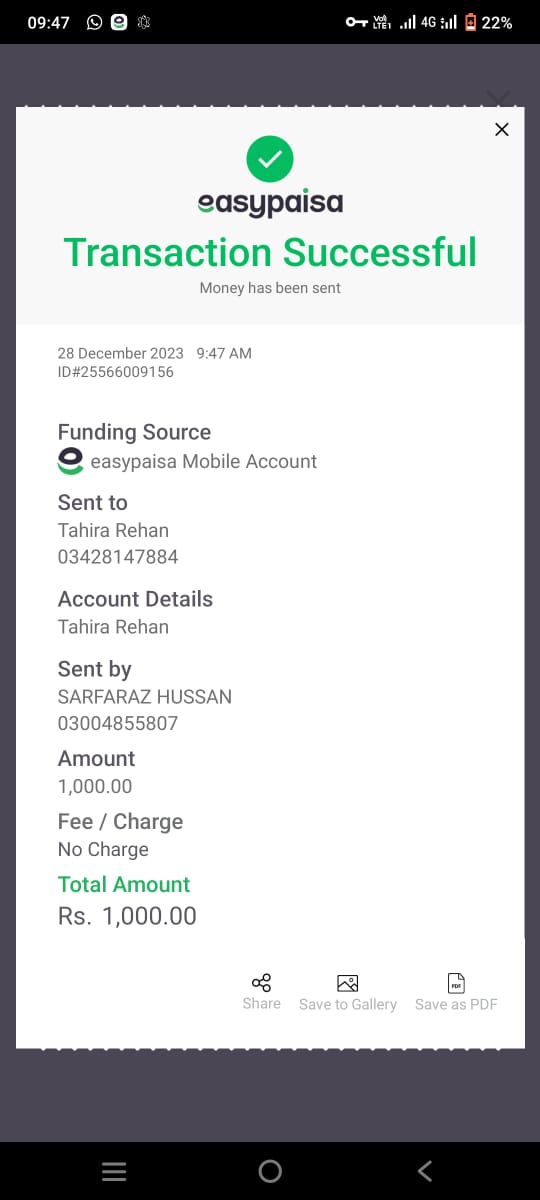 09:47
Vo)) LTE1
4G
22%
easypaisa
Transaction Successful
Money has been sent
28 December 2023 9:47 AM
ID#25566009156
Funding Source
easypaisa Mobile Account
Sent to
Tahira Rehan
03428147884
Account Details
Tahira Rehan
Sent by
SARFARAZ HUSSAN
03004855807
Amount
1,000.00
Fee / Charge
No Charge
Total Amount
Rs. 1,000.00
Share
Save to Gallery
PDF
Save as PDF